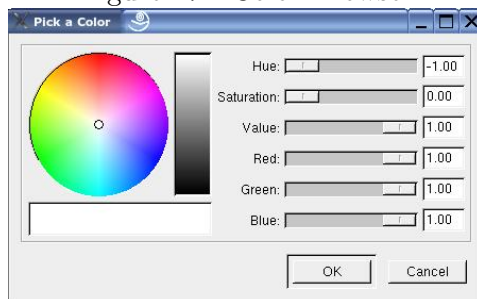 Pick a Color
Hue: -1.00
Saturation: 0.00
Value: 1.00
Red: 1.00
Green: 1.00
Blue: 1.00
OK Cancel